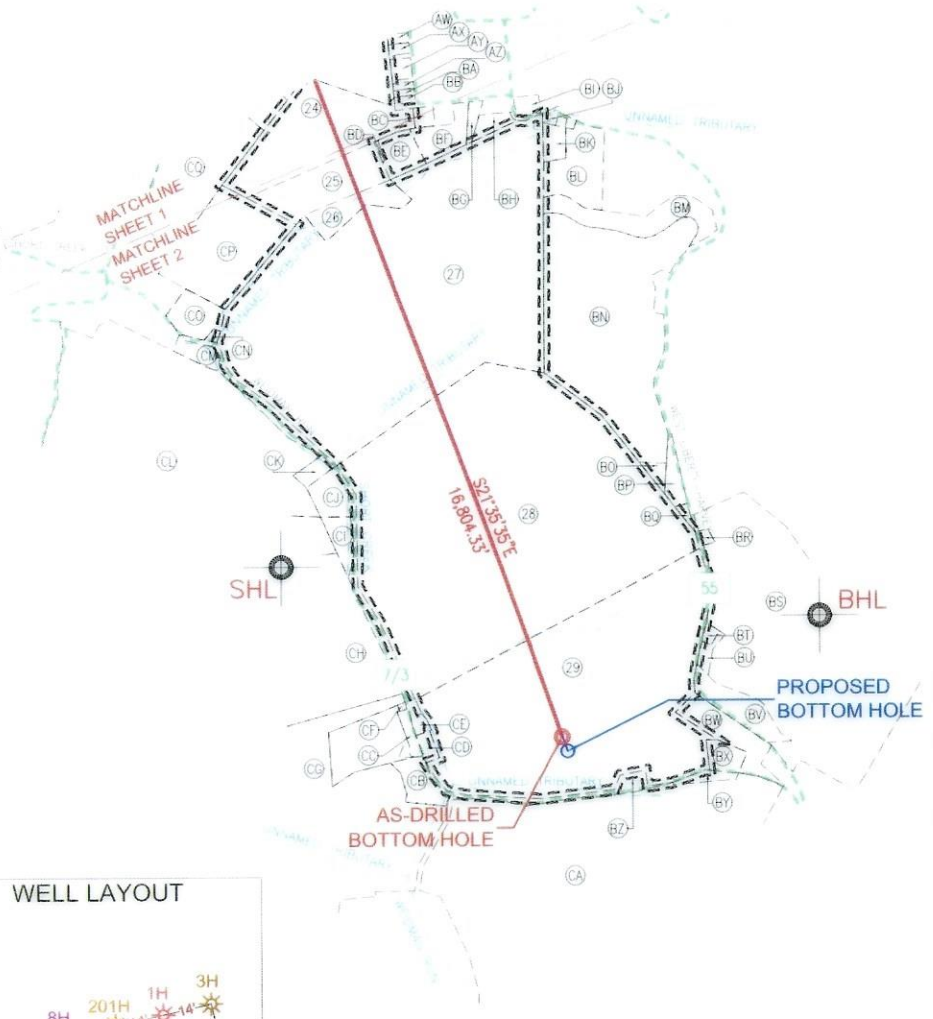 AW
AX
AY
AZ
BA
BB
BC
BD
BE
BF
BG
BH
BI
BJ
BK
BL
BM
BN
UNNAMED TRIBUTARY
24
25
26
27
CQ
MATCHLINE
SHEET 1
MATCHLINE
SHEET 2
CP
CO
CM
CN
UNNAMED TRIBUTARY
CL
CK
CJ
CI
S21°35'35"E
16,804.33'
28
BO
BP
BQ
BR
SHL
55
BS
BHL
BT
BU
CH
7/3
29
PROPOSED
BOTTOM HOLE
BV
BW
BX
BY
CF
CE
CC
CD
CG
CB
UNNAMED TRIBUTARY
AS-DRILLED
BOTTOM HOLE
BZ
CA
WELL LAYOUT
3H
1H
201H
8H
14'